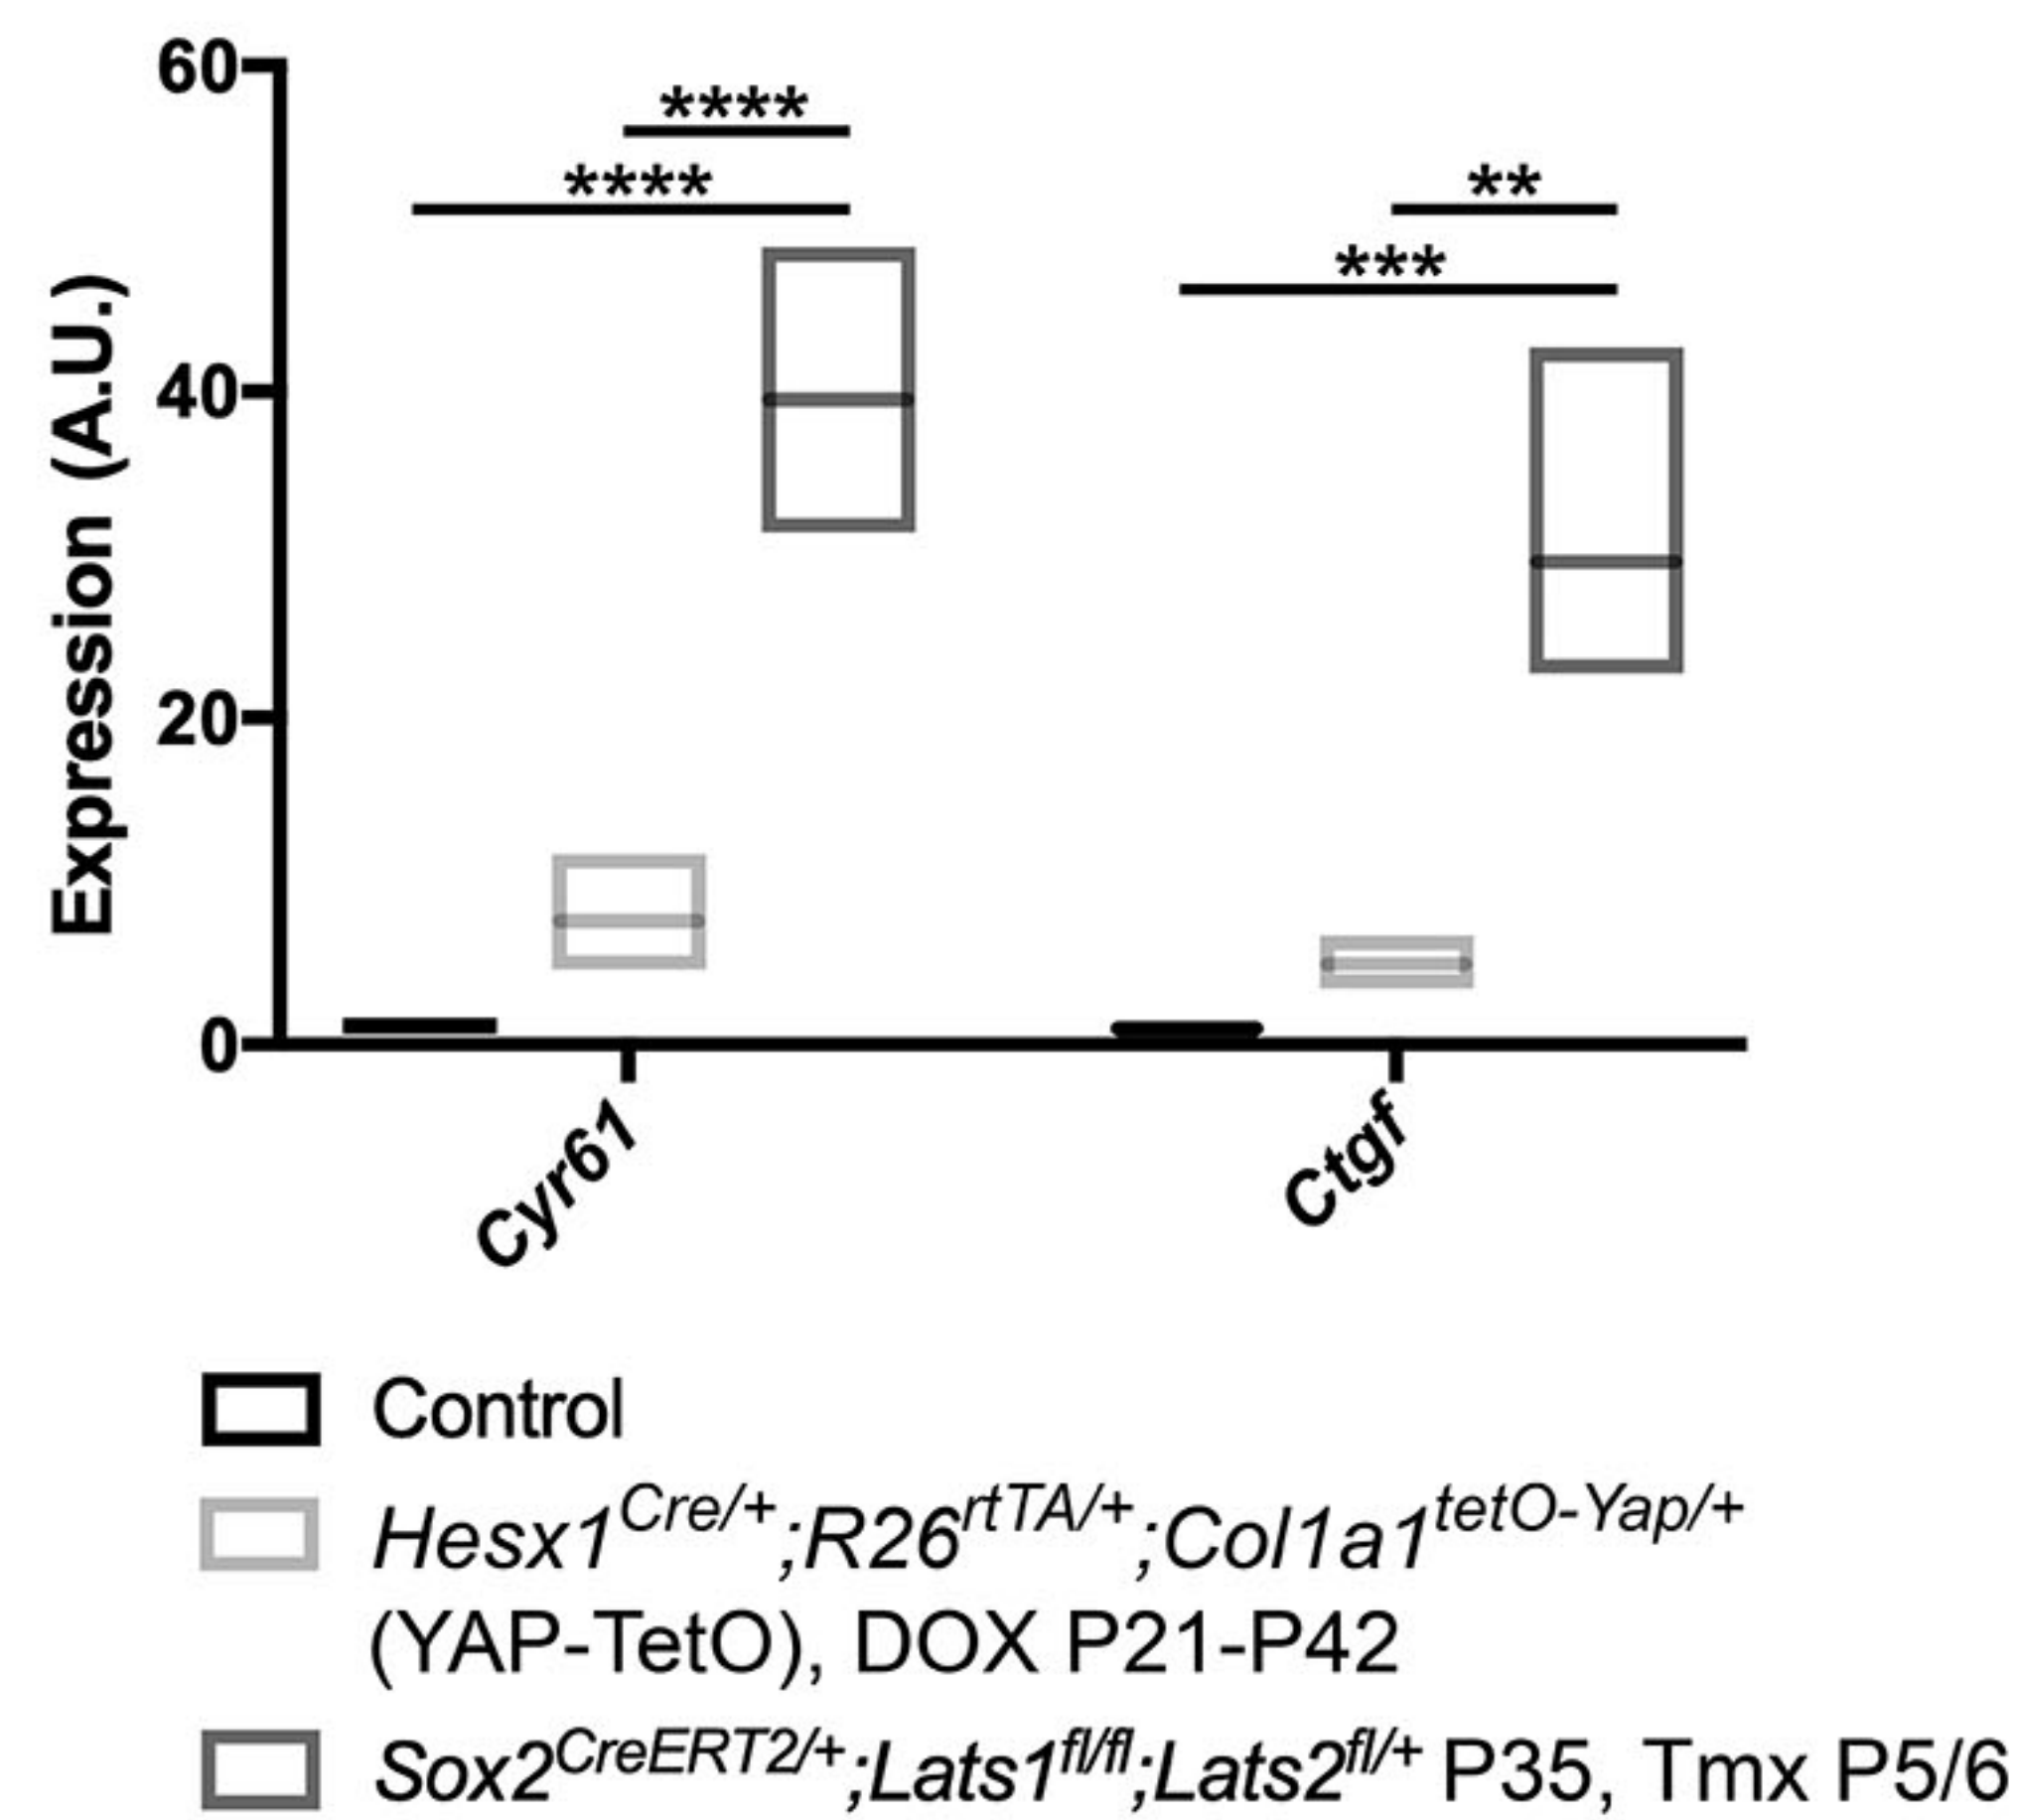 60
40
20
0
Expression (A.U.)
****
****
**
***
Cyr61
Ctgf
Control
Hesx1Cre/+;R26rtTA/+;Col1a1tetO-Yap/+
(YAP-TetO), DOX P21-P42
Sox2CreERT2/+;Lats1fl/fl;Lats2fl/+ P35, Tmx P5/6